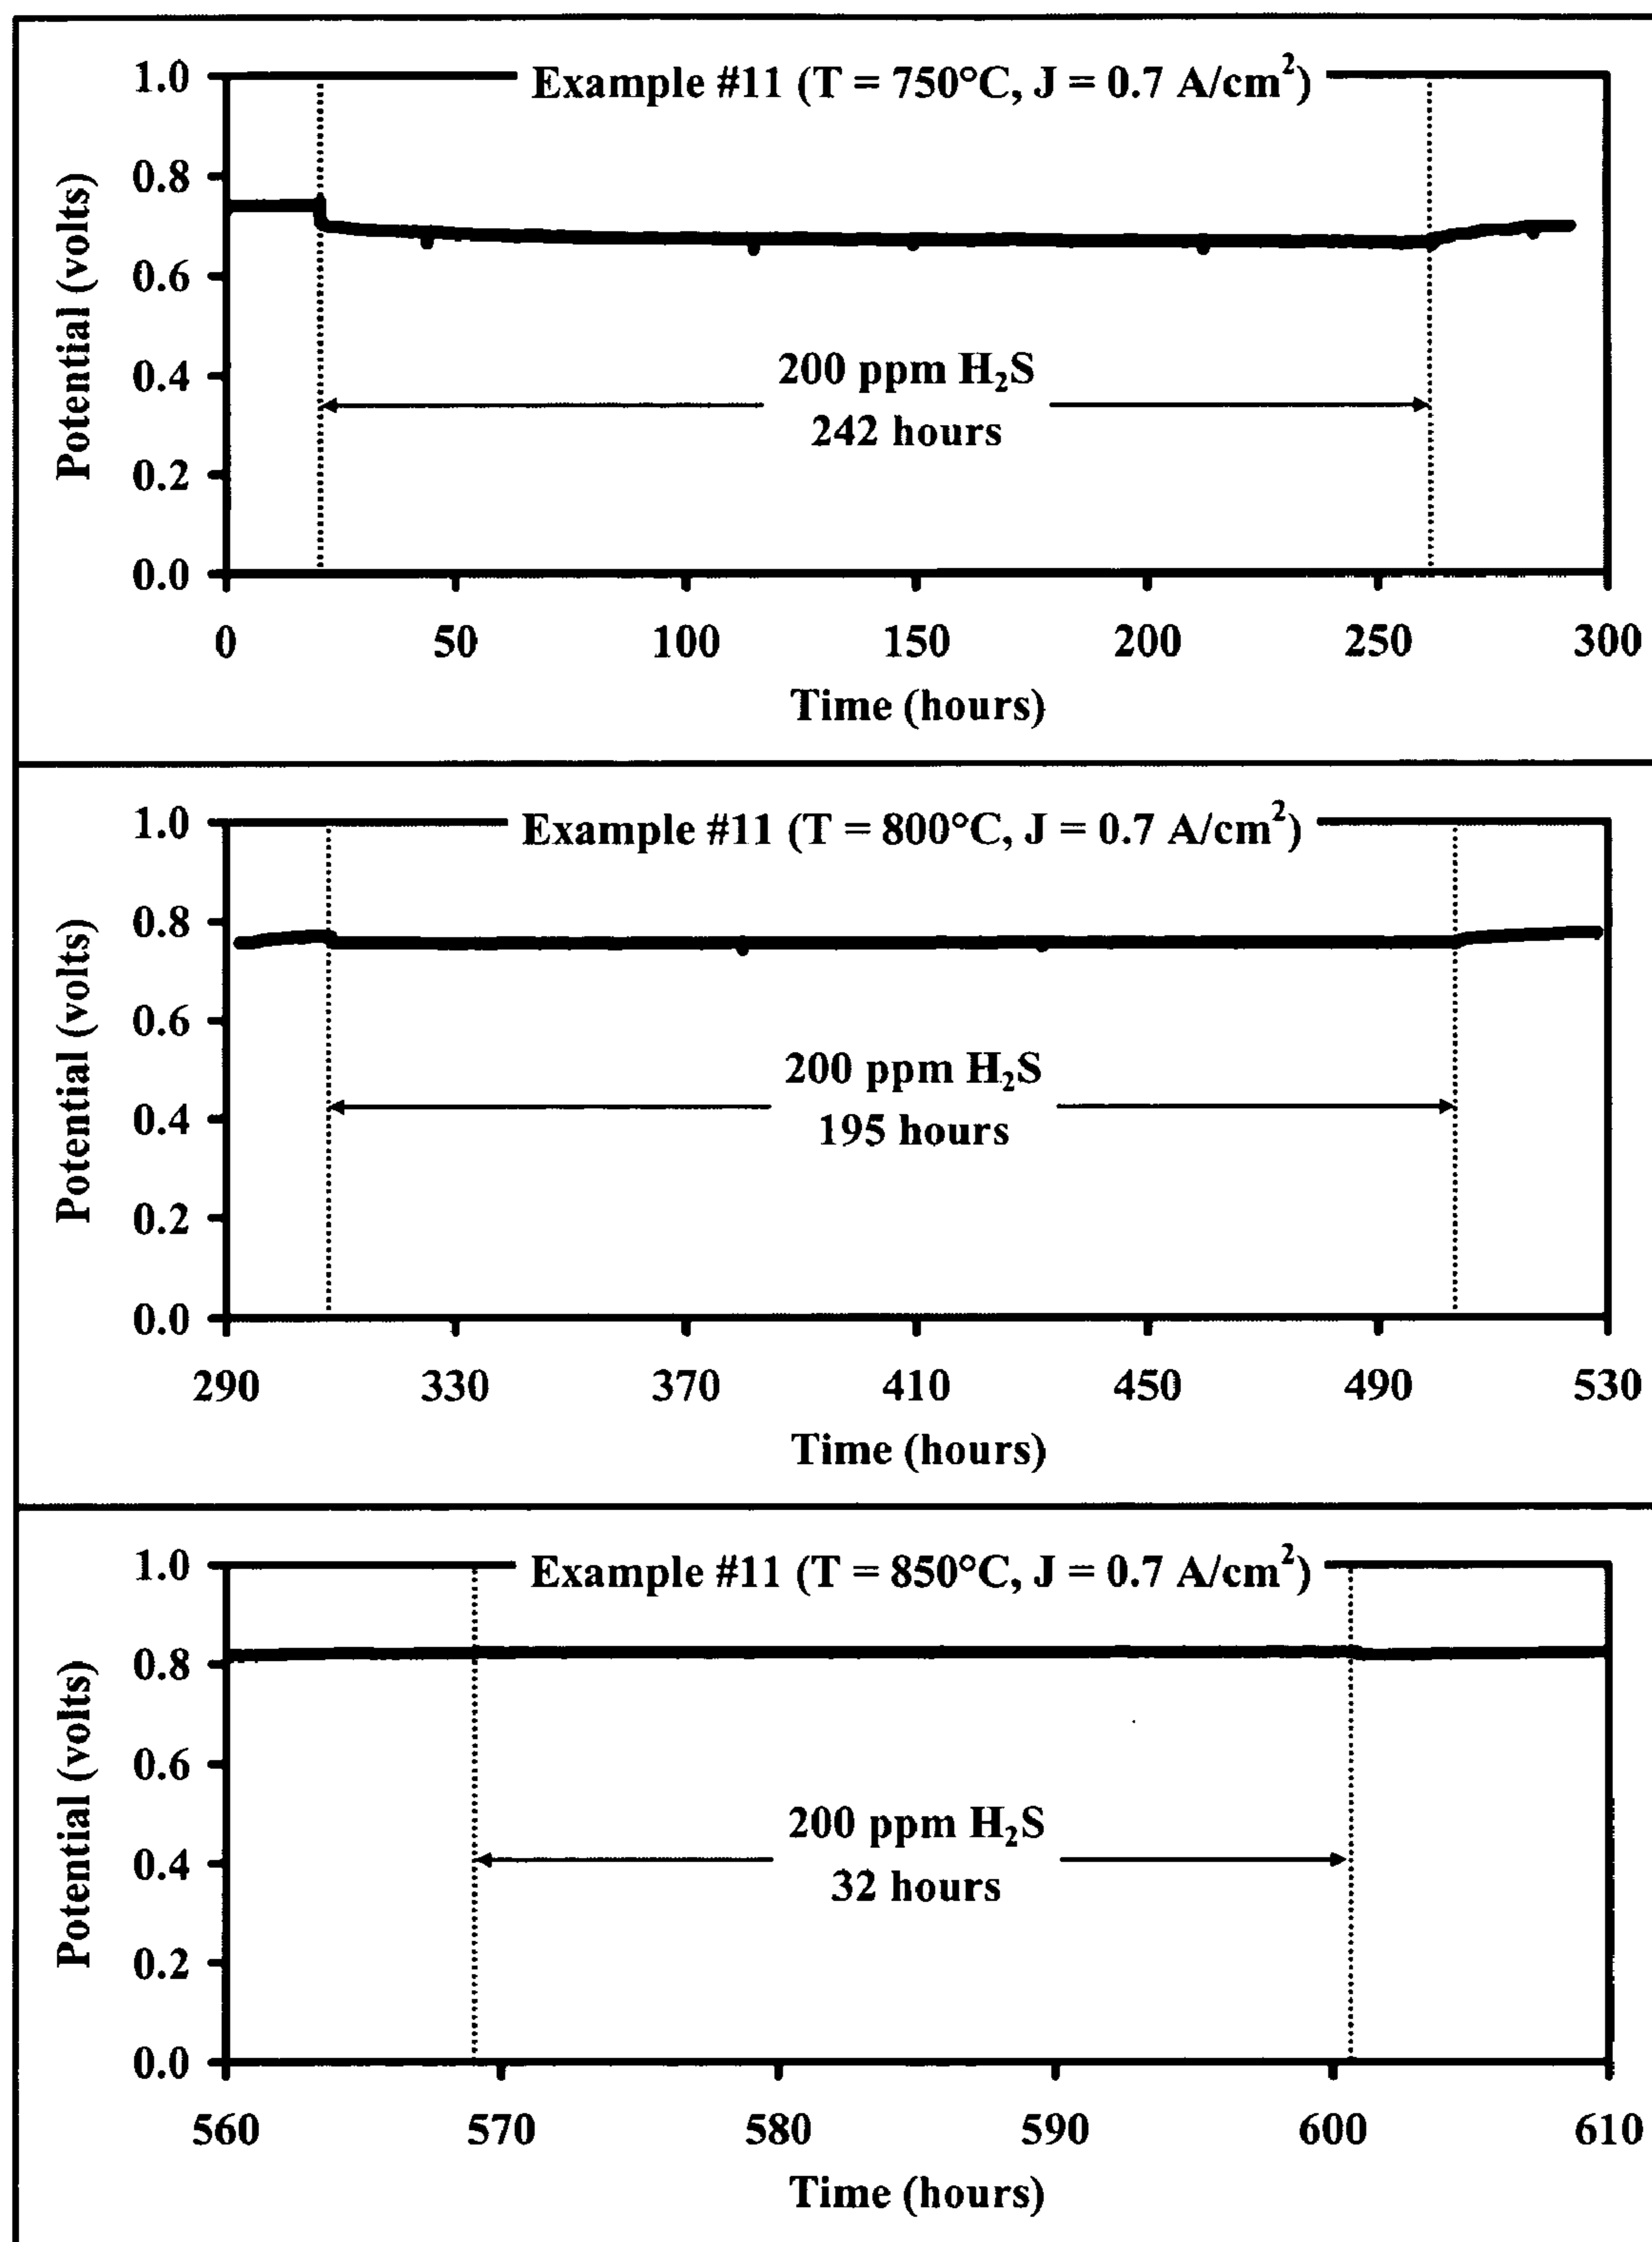 Example #11 (T = 750°C, J = 0.7 A/cm²)
Potential (volts)
1.0
0.8
0.6
0.4
0.2
0.0
200 ppm H₂S
242 hours
0 50 100 150 200 250 300
Time (hours)
Example #11 (T = 800°C, J = 0.7 A/cm²)
Potential (volts)
1.0
0.8
0.6
0.4
0.2
0.0
200 ppm H₂S
195 hours
290 330 370 410 450 490 530
Time (hours)
Example #11 (T = 850°C, J = 0.7 A/cm²)
Potential (volts)
1.0
0.8
0.6
0.4
0.2
0.0
200 ppm H₂S
32 hours
560 570 580 590 600 610
Time (hours)